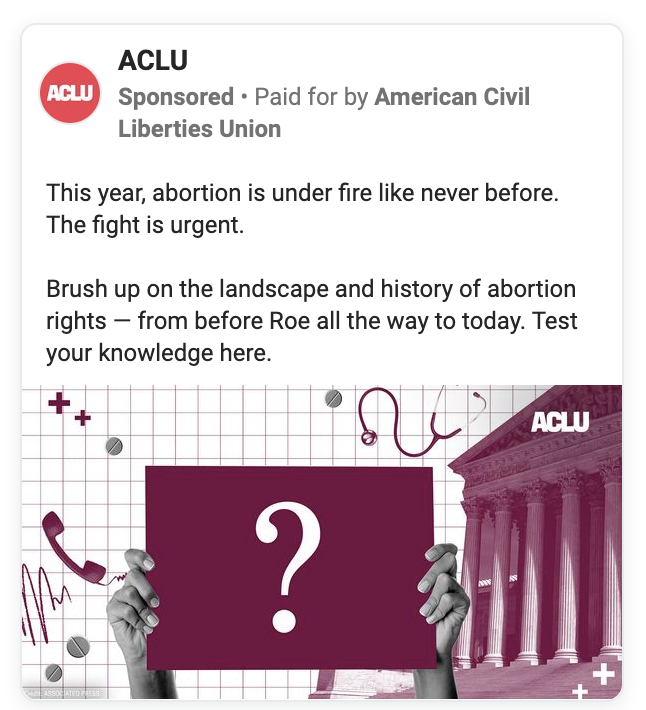 ACLU
ACLU
Sponsored • Paid for by American Civil
Liberties Union
This year, abortion is under fire like never before.
The fight is urgent.
Brush up on the landscape and history of abortion
rights — from before Roe all the way to today. Test
your knowledge here.
ACLU
?
Credit: ASSOCIATED PRESS